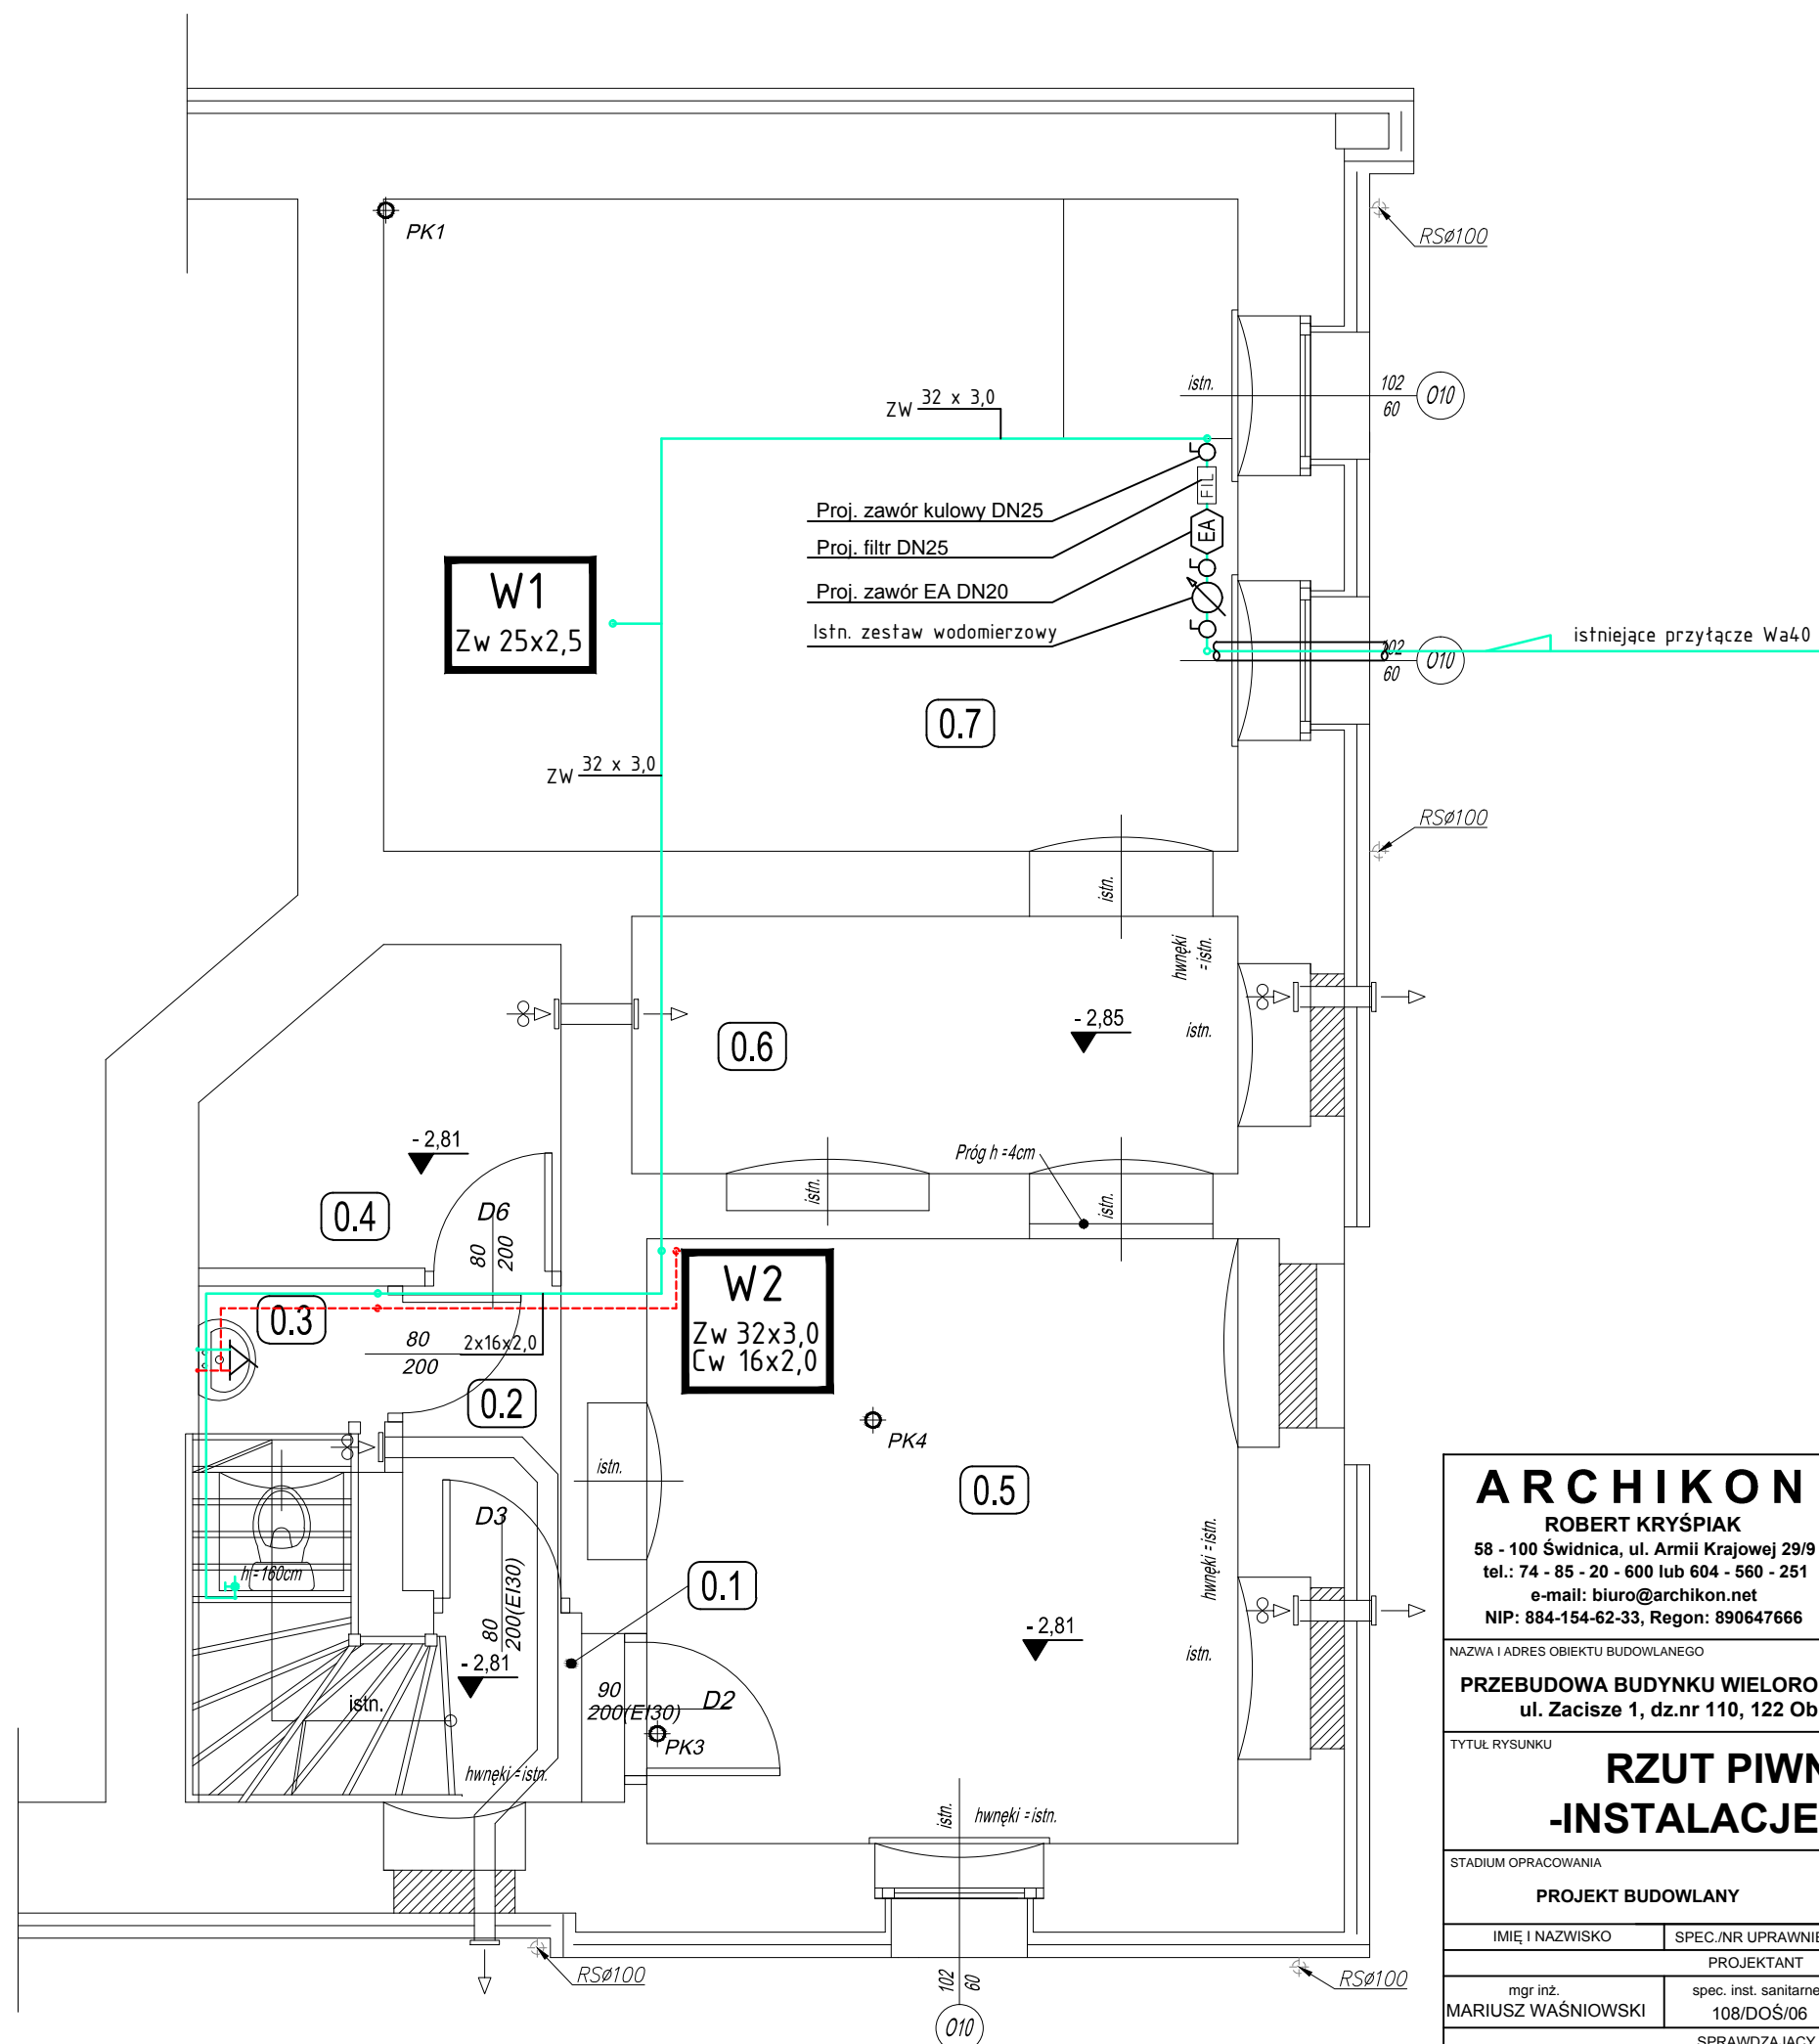 PK1
RSø100
ZW 32 x 3,0
istn.
102
60
O10
Proj. zawór kulowy DN25
FIL
Proj. filtr DN25
EA
W1
Zw 25x2,5
Proj. zawór EA DN20
Istn. zestaw wodomierzowy
istniejące przyłącze Wa40
102
60
O10
0.7
ZW 32 x 3,0
RSø100
istn.
hwnęki
=istn.
0.6
- 2,85
istn.
- 2,81
Próg h =4cm
0.4
D6
80
200
istn.
istn.
W2
Zw 32x3,0
Cw 16x2,0
0.3
80
200
2x16x2,0
0.2
PK4
istn.
0.5
D3
80
200(EI30)
h=160cm
0.1
hwnęki =istn.
- 2,81
istn.
- 2,81
istn.
90
200(EI30)
D2
PK3
hwnęki =istn.
istn.
hwnęki =istn.
RSø100
102
60
O10
RSø100
ARCHIKON
ROBERT KRYŚPIAK
58 - 100 Świdnica, ul. Armii Krajowej 29/9
tel.: 74 - 85 - 20 - 600 lub 604 - 560 - 251
e-mail: biuro@archikon.net
NIP: 884-154-62-33, Regon: 890647666
NAZWA I ADRES OBIEKTU BUDOWLANEGO
PRZEBUDOWA BUDYNKU WIELORO
ul. Zacisze 1, dz.nr 110, 122 Ob
TYTUŁ RYSUNKU
RZUT PIWN
-INSTALACJE
STADIUM OPRACOWANIA
PROJEKT BUDOWLANY
IMIĘ I NAZWISKO
SPEC./NR UPRAWNIE
PROJEKTANT
mgr inż.
MARIUSZ WAŚNIOWSKI
spec. inst. sanitarne
108/DOŚ/06
SPRAWDZAJĄCY